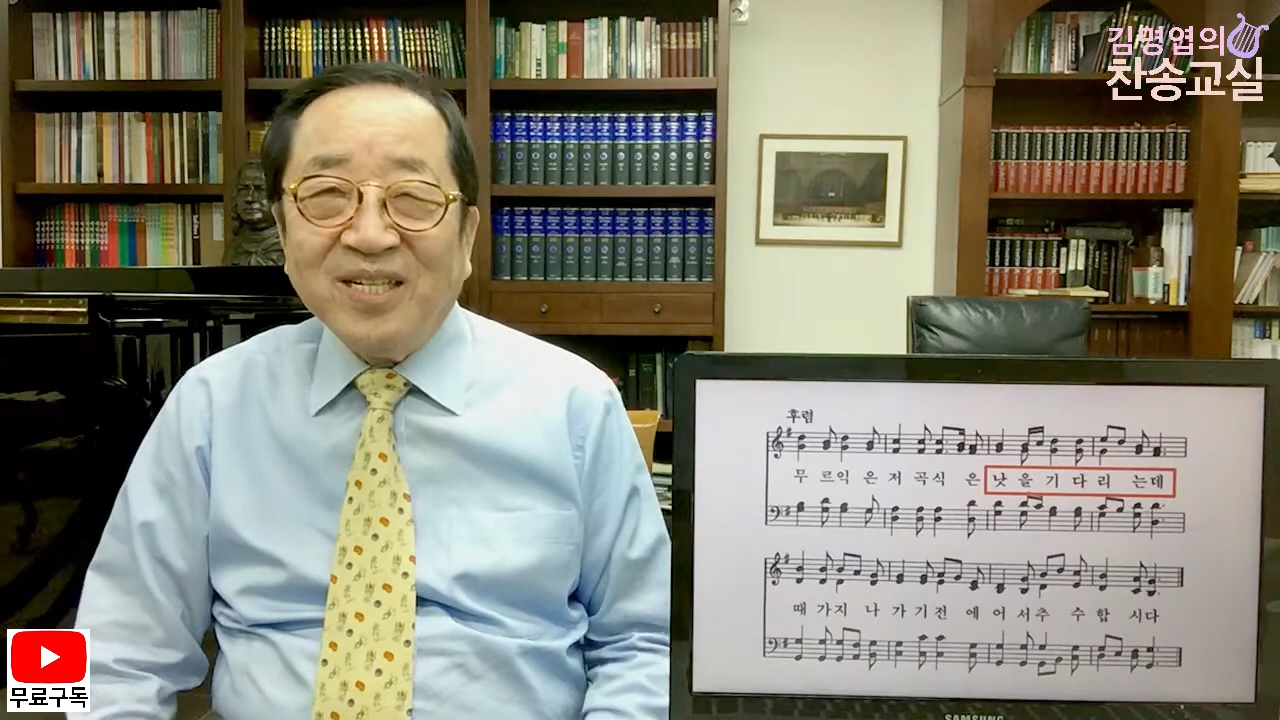 김명엽의
찬송교실
후렴
무 르익 은 저 곡식 은 낫 을 기 다 리 는데
때 가지 나 가기 전 에 어 서추 수 합 시다
SAMSUNG
무료구독